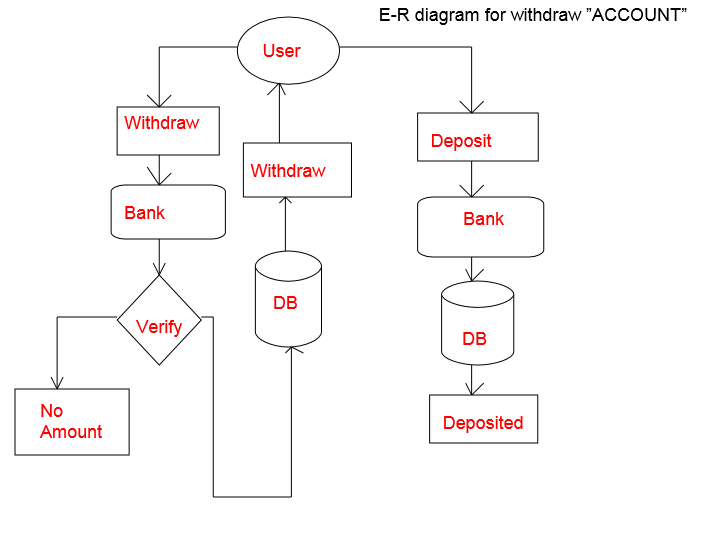 E-R diagram for withdraw ”ACCOUNT”
User
Withdraw
Deposit
Withdraw
Bank
Bank
DB
Verify
DB
No
Amount
Deposited